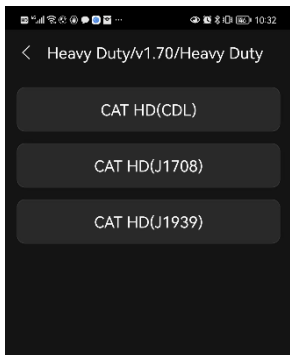 10:32
Heavy Duty/v1.70/Heavy Duty
CAT HD(CDL)
CAT HD(J1708)
CAT HD(J1939)